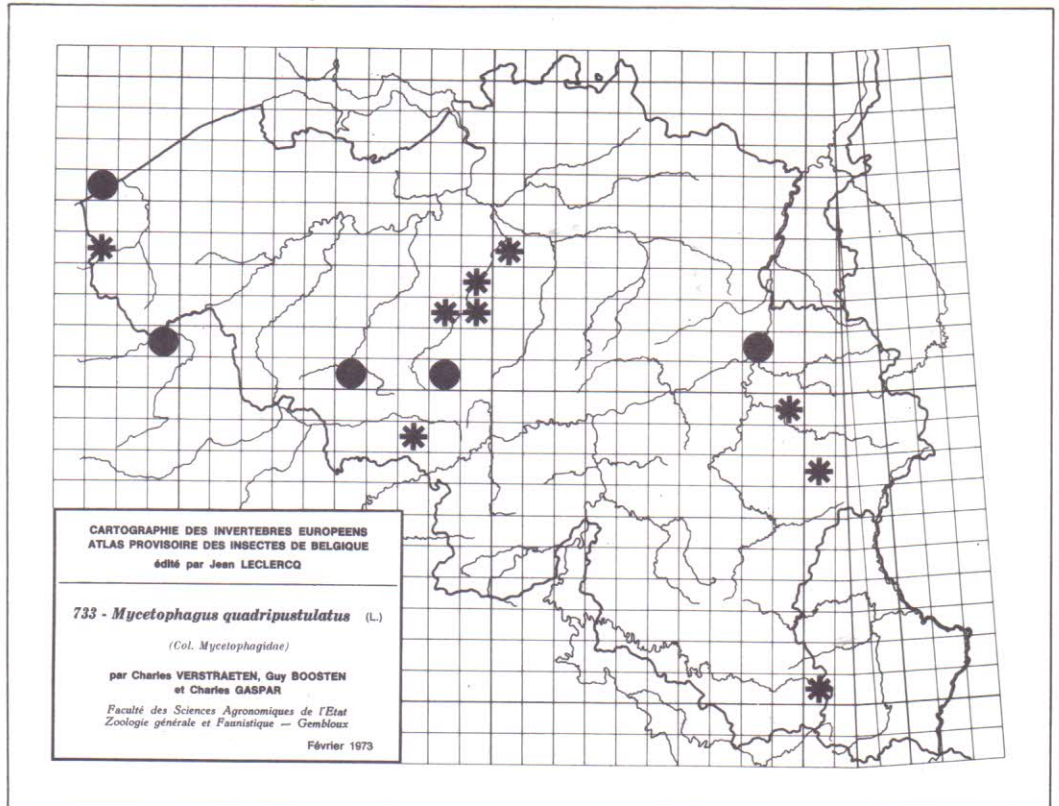 CARTOGRAPHIE DES INVERTEBRES EUROPEENS
ATLAS PROVISOIRE DES INSECTES DE BELGIQUE
édité par Jean LECLERCQ
733 - Mycetophagus quadripustulatus (L.)
(Col. Mycetophagidae)
par Charles VERSTRAETEN, Guy BOOSTEN
et Charles GASPAR
Faculté des Sciences Agronomiques de l'Etat
Zoologie générale et Faunistique — Gembloux
Février 1973